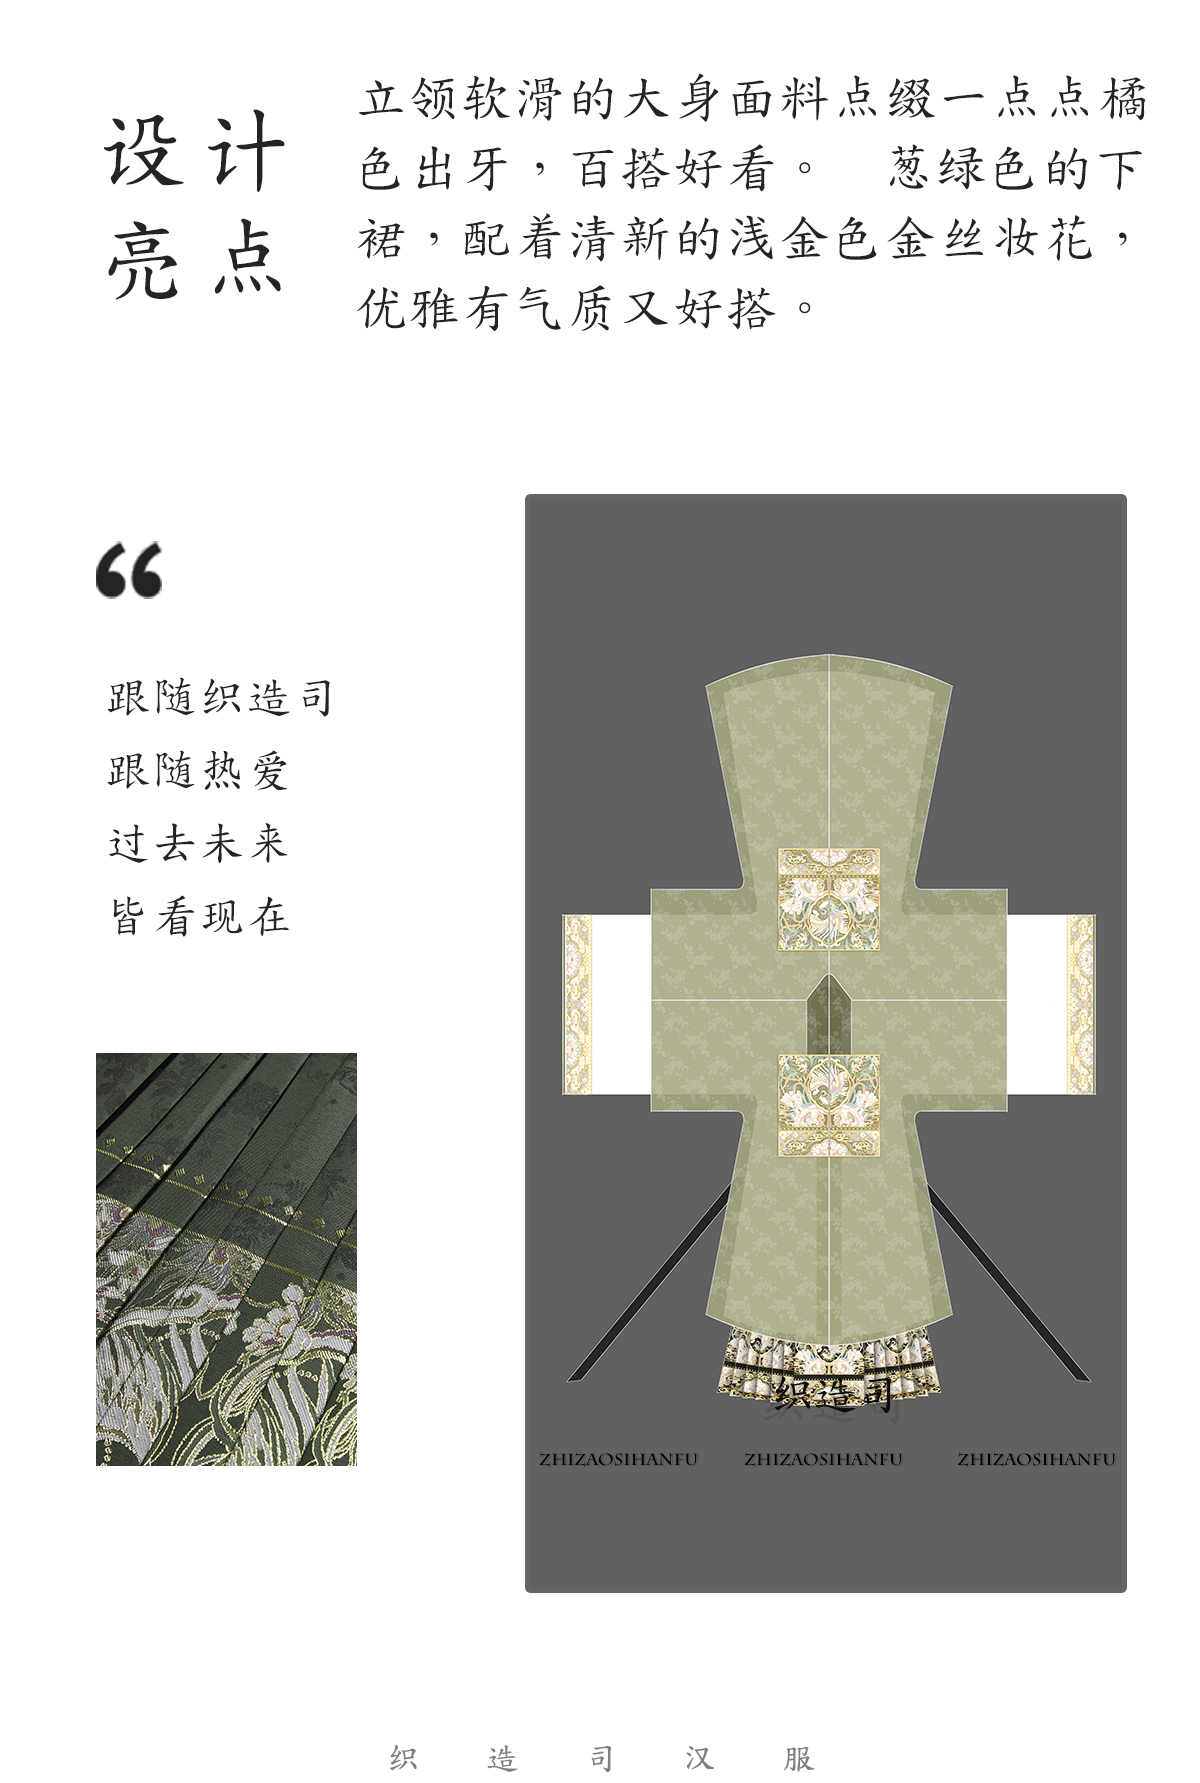 设计
亮点
立领软滑的大身面料点缀一点点橘
色出牙，百搭好看。 葱绿色的下
裙，配着清新的浅金色金丝妆花，
优雅有气质又好搭。
“
跟随织造司
跟随热爱
过去未来
皆看现在
织造司
ZHIZAOSIHANFU ZHIZAOSIHANFU ZHIZAOSIHANFU
织造司汉服